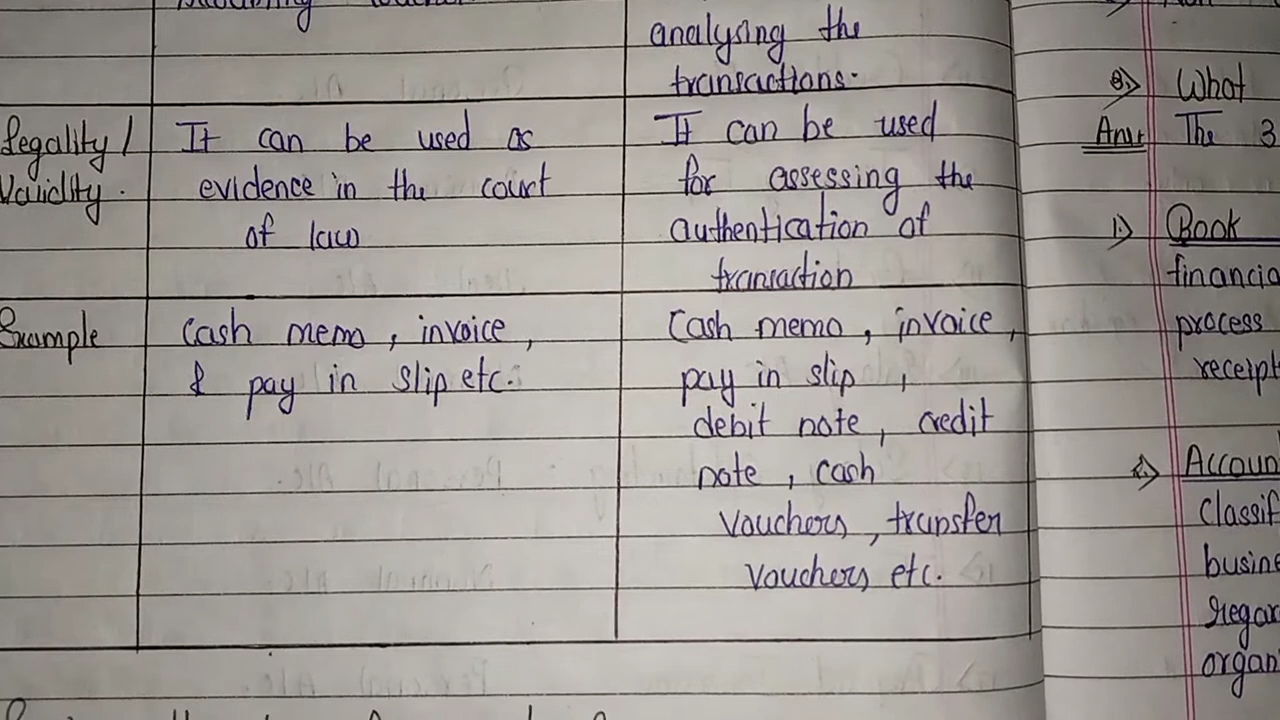 analysing the
transactions.
Legality/
Validity.
It can be used as
evidence in the court
of law
It can be used
for assessing the
authentication of
transaction
Example
Cash memo, invoice,
& pay in slip etc.
Cash memo, invoice,
pay in slip,
debit note, credit
note, cash
vouchers, transfer
vouchers etc.
What
Ans The 3
1) Book
financia
process
receipt
2) Accoun
classif
busine
regar
organ